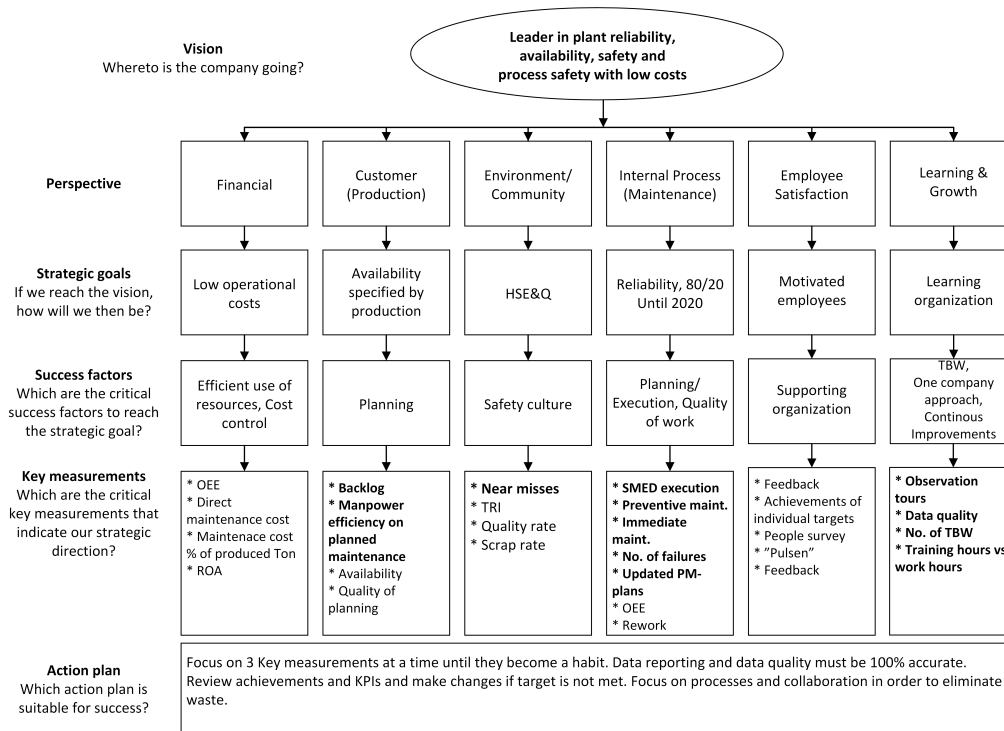 Vision
Whereto is the company going?
Leader in plant reliability,
availability, safety and
process safety with low costs
Perspective
Financial
Customer
(Production)
Environment/
Community
Internal Process
(Maintenance)
Employee
Satisfaction
Learning &
Growth
Strategic goals
If we reach the vision,
how will we then be?
Low operational
costs
Availability
specified by
production
HSE&Q
Reliability, 80/20
Until 2020
Motivated
employees
Learning
organization
Success factors
Which are the critical
success factors to reach
the strategic goal?
Efficient use of
resources, Cost
control
Planning
Safety culture
Planning/
Execution, Quality
of work
Supporting
organization
TBW,
One company
approach,
Continous
Improvements
Key measurements
Which are the critical
key measurements that
indicate our strategic
direction?
* OEE
* Direct
maintenance cost
* Maintenace cost
% of produced Ton
* ROA
* Backlog
* Manpower
efficiency on
planned
maintenance
* Availability
* Quality of
planning
* Near misses
* TRI
* Quality rate
* Scrap rate
* SMED execution
* Preventive maint.
* Immediate
maint.
* No. of failures
* Updated PM-
plans
* OEE
* Rework
* Feedback
* Achievements of
individual targets
* People survey
* ”Pulsen”
* Feedback
* Observation
tours
* Data quality
* No. of TBW
* Training hours vs
work hours
Action plan
Which action plan is
suitable for success?
Focus on 3 Key measurements at a time until they become a habit. Data reporting and data quality must be 100% accurate.
Review achievements and KPIs and make changes if target is not met. Focus on processes and collaboration in order to eliminate
waste.